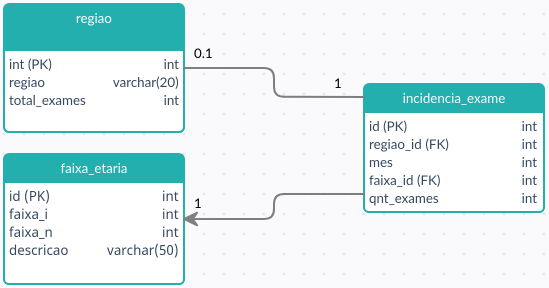 regiao
int (PK) int
regiao varchar(20)
total_exames int
0.1
1
incidencia_exame
id (PK) int
regiao_id (FK) int
mes int
faixa_id (FK) int
qnt_exames int
faixa_etaria
id (PK) int
faixa_i int
faixa_n int
descricao varchar(50)
1